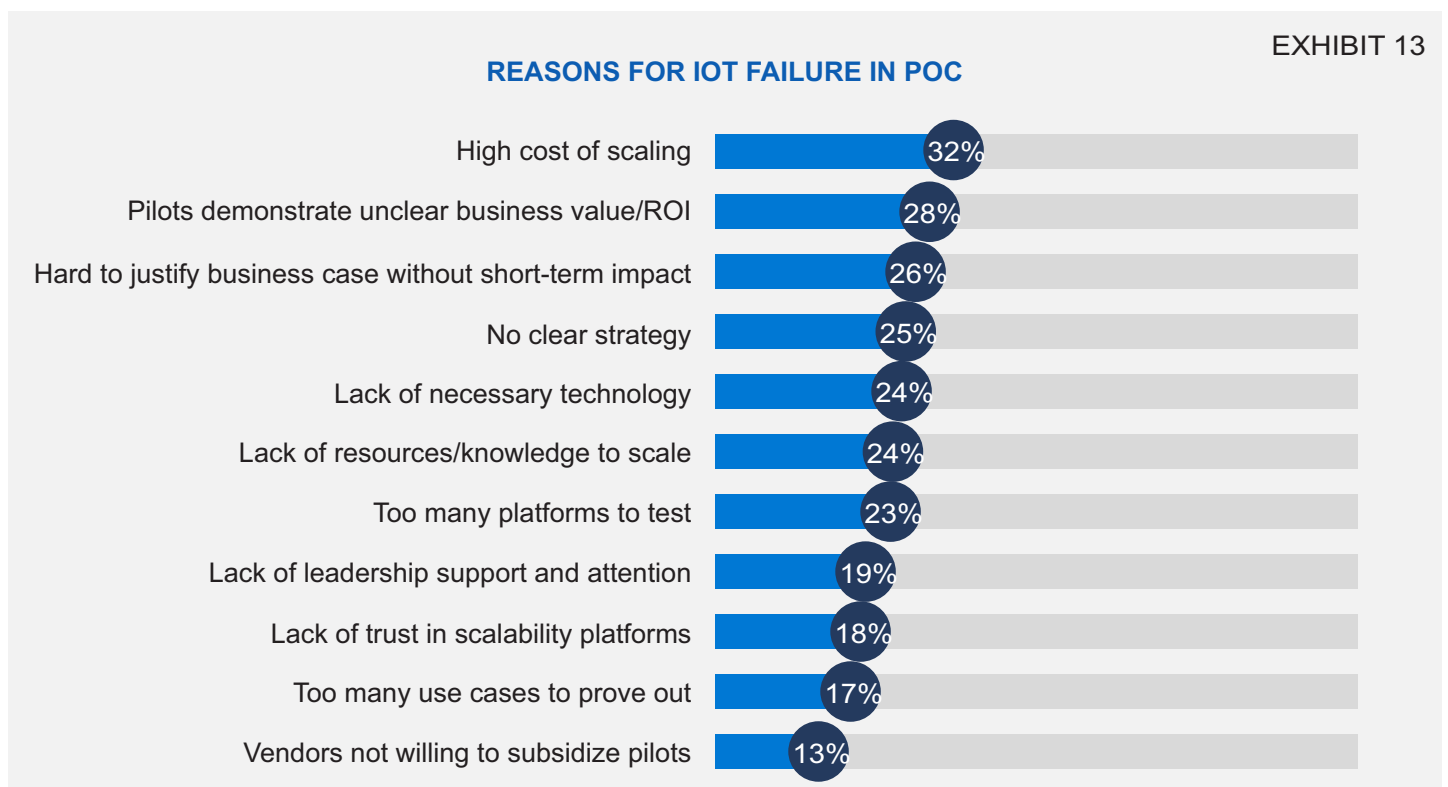 EXHIBIT 13
REASONS FOR IOT FAILURE IN POC
High cost of scaling 32%
Pilots demonstrate unclear business value/ROI 28%
Hard to justify business case without short-term impact 26%
No clear strategy 25%
Lack of necessary technology 24%
Lack of resources/knowledge to scale 24%
Too many platforms to test 23%
Lack of leadership support and attention 19%
Lack of trust in scalability platforms 18%
Too many use cases to prove out 17%
Vendors not willing to subsidize pilots 13%